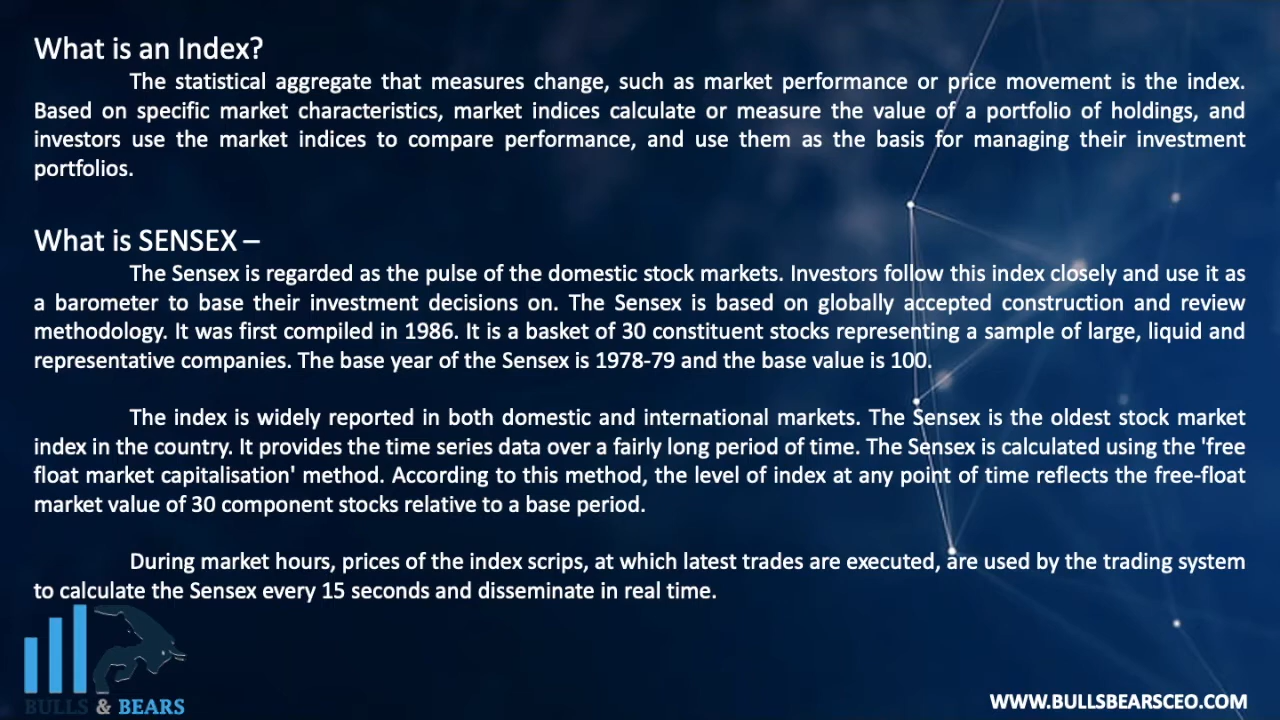 What is an Index?
The statistical aggregate that measures change, such as market performance or price movement is the index.
Based on specific market characteristics, market indices calculate or measure the value of a portfolio of holdings, and
investors use the market indices to compare performance, and use them as the basis for managing their investment
portfolios.
What is SENSEX –
The Sensex is regarded as the pulse of the domestic stock markets. Investors follow this index closely and use it as
a barometer to base their investment decisions on. The Sensex is based on globally accepted construction and review
methodology. It was first compiled in 1986. It is a basket of 30 constituent stocks representing a sample of large, liquid and
representative companies. The base year of the Sensex is 1978-79 and the base value is 100.
The index is widely reported in both domestic and international markets. The Sensex is the oldest stock market
index in the country. It provides the time series data over a fairly long period of time. The Sensex is calculated using the 'free
float market capitalisation' method. According to this method, the level of index at any point of time reflects the free-float
market value of 30 component stocks relative to a base period.
During market hours, prices of the index scrips, at which latest trades are executed, are used by the trading system
to calculate the Sensex every 15 seconds and disseminate in real time.
BULLS & BEARS
WWW.BULLSBEARSCEO.COM